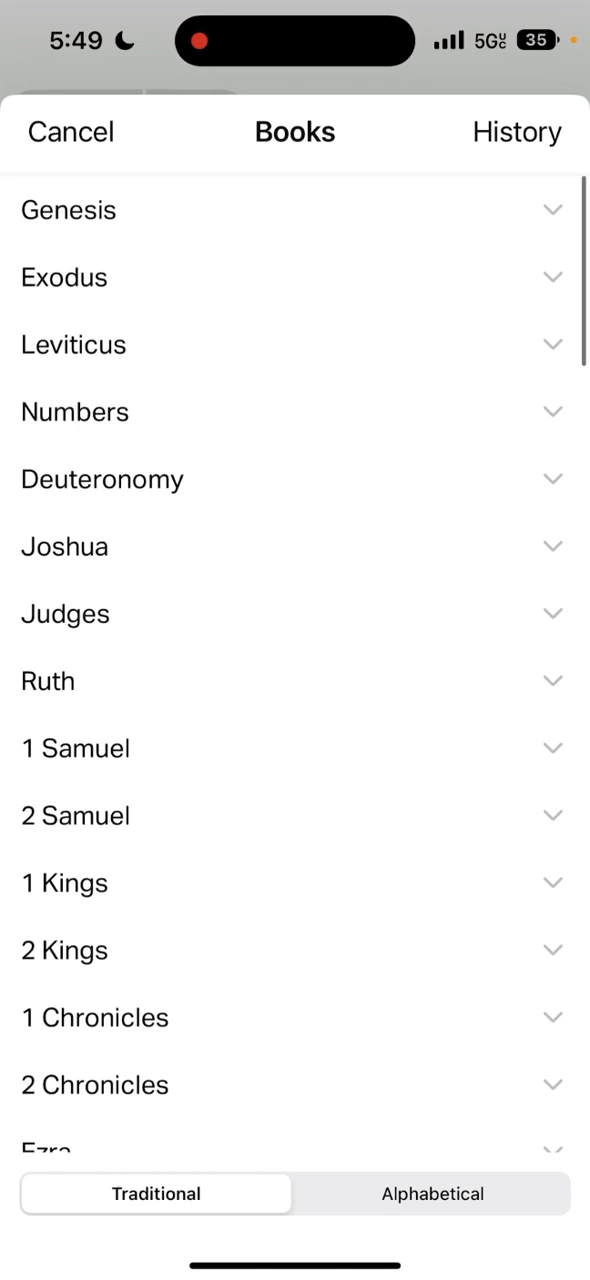 5:49 5G 35
Cancel Books History
Genesis
Exodus
Leviticus
Numbers
Deuteronomy
Joshua
Judges
Ruth
1 Samuel
2 Samuel
1 Kings
2 Kings
1 Chronicles
2 Chronicles
Ezra
Traditional Alphabetical